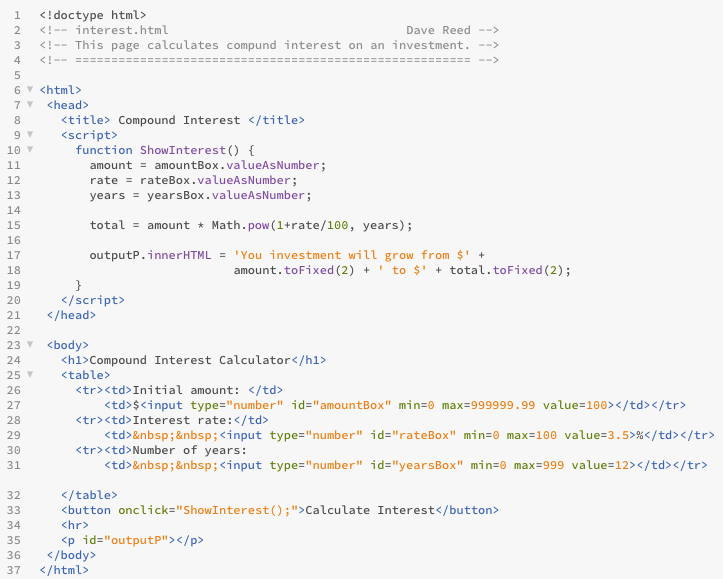 1 <!doctype html>
2 <!-- interest.html                                 Dave Reed -->
3 <!-- This page calculates compund interest on an investment. -->
4 <!-- ======================================================= -->
5
6 <html>
7  <head>
8    <title> Compound Interest </title>
9    <script>
10      function ShowInterest() {
11        amount = amountBox.valueAsNumber;
12        rate = rateBox.valueAsNumber;
13        years = yearsBox.valueAsNumber;
14
15        total = amount * Math.pow(1+rate/100, years);
16
17        outputP.innerHTML = 'You investment will grow from $' +
18                            amount.toFixed(2) + ' to $' + total.toFixed(2);
19      }
20    </script>
21  </head>
22
23  <body>
24    <h1>Compound Interest Calculator</h1>
25    <table>
26      <tr><td>Initial amount: </td>
27          <td>$<input type="number" id="amountBox" min=0 max=999999.99 value=100></td></tr>
28      <tr><td>Interest rate:</td>
29          <td>&nbsp;&nbsp;<input type="number" id="rateBox" min=0 max=100 value=3.5>%</td></tr>
30      <tr><td>Number of years:
31          <td>&nbsp;&nbsp;<input type="number" id="yearsBox" min=0 max=999 value=12></td></tr>
32    </table>
33    <button onclick="ShowInterest();">Calculate Interest</button>
34    <hr>
35    <p id="outputP"></p>
36  </body>
37 </html>